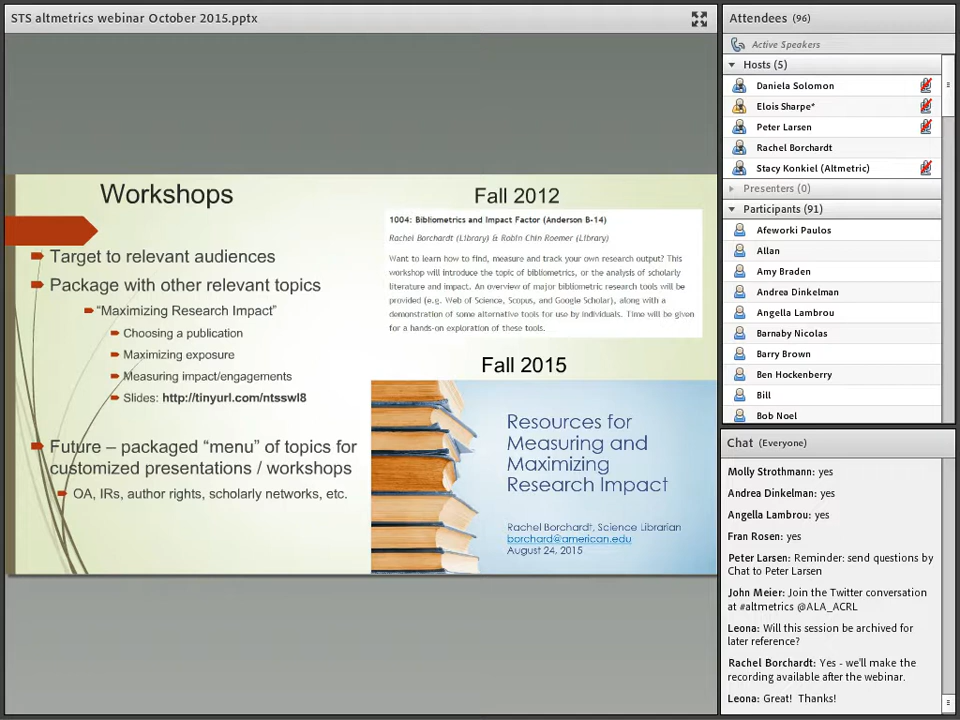 STS altmetrics webinar October 2015.pptx
Workshops
Target to relevant audiences
Package with other relevant topics
“Maximizing Research Impact”
Choosing a publication
Maximizing exposure
Measuring impact/engagements
Slides: http://tinyurl.com/ntsswl8
Future – packaged “menu” of topics for
customized presentations / workshops
OA, IRs, author rights, scholarly networks, etc.
Fall 2012
1004: Bibliometrics and Impact Factor (Anderson B-14)
Rachel Borchardt (Library) & Robin Chin Roemer (Library)
Want to learn how to find, measure and track your own research output? This
workshop will introduce the topic of bibliometrics, or the analysis of scholarly
literature and impact. An overview of major bibliometric research tools will be
provided (e.g. Web of Science, Scopus, and Google Scholar), along with a
demonstration of some alternative tools for use by individuals. Time will be given
for a hands-on exploration of these tools.
Fall 2015
Resources for
Measuring and
Maximizing
Research Impact
Rachel Borchardt, Science Librarian
borchard@american.edu
August 24, 2015
Attendees (96)
Active Speakers
Hosts (5)
Daniela Solomon
Elois Sharpe*
Peter Larsen
Rachel Borchardt
Stacy Konkiel (Altmetric)
Presenters (0)
Participants (91)
Afeworki Paulos
Allan
Amy Braden
Andrea Dinkelman
Angella Lambrou
Barnaby Nicolas
Barry Brown
Ben Hockenberry
Bill
Bob Noel
Chat (Everyone)
Molly Strothmann: yes
Andrea Dinkelman: yes
Angella Lambrou: yes
Fran Rosen: yes
Peter Larsen: Reminder: send questions by
Chat to Peter Larsen
John Meier: Join the Twitter conversation
at #altmetrics @ALA_ACRL
Leona: Will this session be archived for
later reference?
Rachel Borchardt: Yes - we'll make the
recording available after the webinar.
Leona: Great! Thanks!